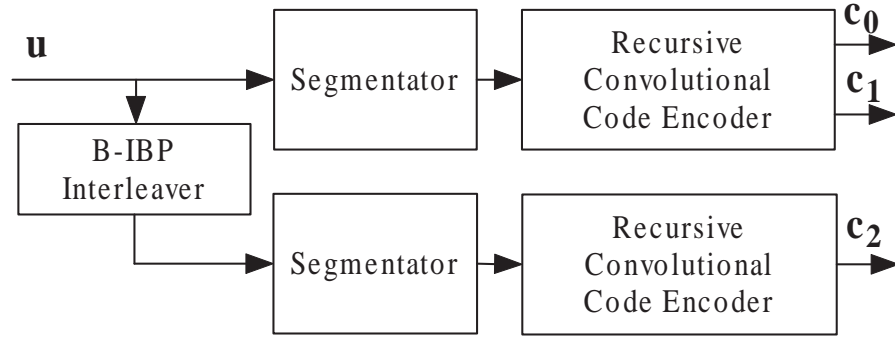 u
Segmentator
Recursive
Convolutional
Code Encoder
c0
c1
B-IBP
Interleaver
Segmentator
Recursive
Convolutional
Code Encoder
c2